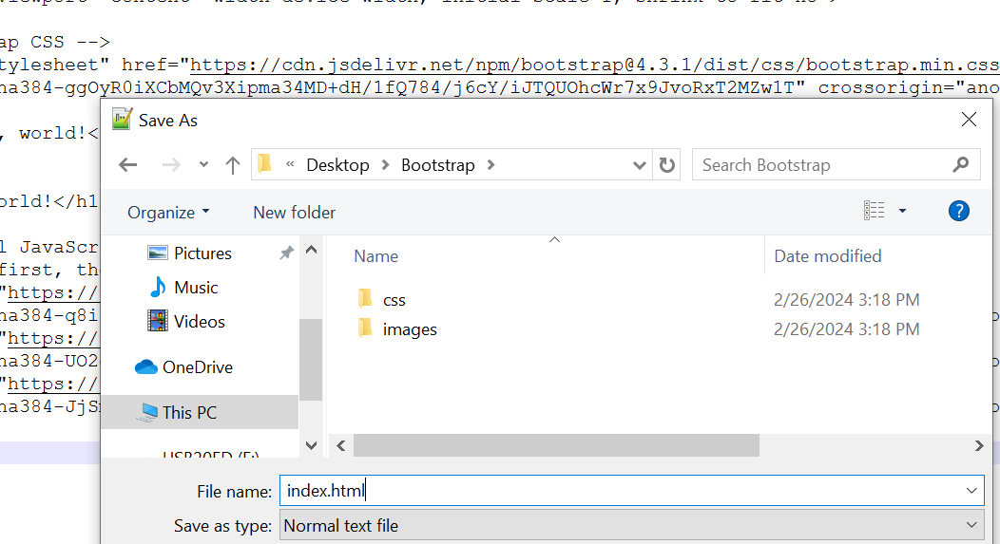 ap CSS -->
tylesheet" href="https://cdn.jsdelivr.net/npm/bootstrap@4.3.1/dist/css/bootstrap.min.css
ha384-ggOyR0iXCbMQv3Xipma34MD+dH/1fQ784/j6cY/iJTQUOhcWr7x9JvoRxT2MZw1T" crossorigin="ano
Save As
, world!<
« Desktop > Bootstrap >
Search Bootstrap
orld!</h1
Organize
New folder
?
l JavaScr
Pictures
Name
Date modified
first, th
"https://
Music
css
2/26/2024 3:18 PM
ha384-q8i
Videos
images
2/26/2024 3:18 PM
"https://
ha384-UO2
OneDrive
"https://
ha384-JjS
This PC
File name: index.html
Save as type: Normal text file